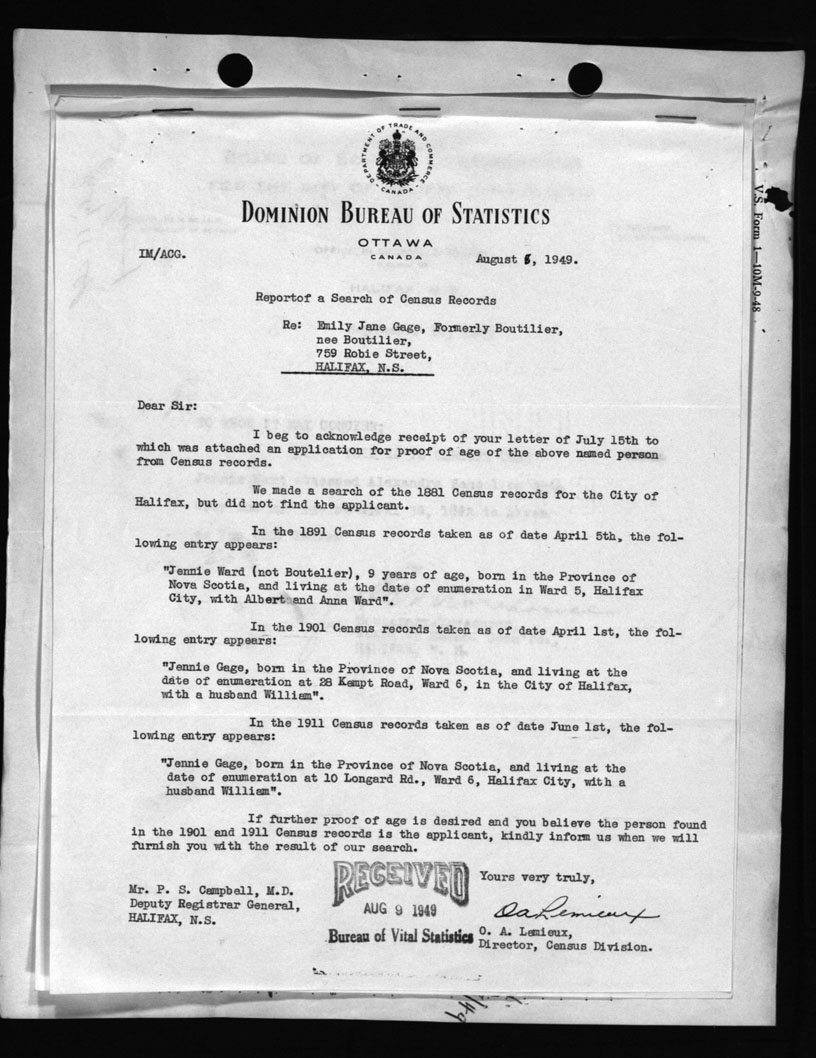 DEPARTMENT OF TRADE AND COMMERCE
CANADA
DOMINION BUREAU OF STATISTICS
OTTAWA
CANADA
IM/ACG.
August , 1949.
Reportof a Search of Census Records
Re: Emily Jane Gage, Formerly Boutilier,
nee Boutilier,
759 Robie Street,
HALIFAX, N.S.
Dear Sir:
I beg to acknowledge receipt of your letter of July 15th to
which was attached an application for proof of age of the above named person
from Census records.
We made a search of the 1881 Census records for the City of
Halifax, but did not find the applicant.
In the 1891 Census records taken as of date April 5th, the fol-
lowing entry appears:
"Jennie Ward (not Boutelier), 9 years of age, born in the Province of
Nova Scotia, and living at the date of enumeration in Ward 5, Halifax
City, with Albert and Anna Ward".
In the 1901 Census records taken as of date April 1st, the fol-
lowing entry appears:
"Jennie Gage, born in the Province of Nova Scotia, and living at the
date of enumeration at 28 Kempt Road, Ward 6, in the City of Halifax,
with a husband William".
In the 1911 Census records taken as of date June 1st, the fol-
lowing entry appears:
"Jennie Gage, born in the Province of Nova Scotia, and living at the
date of enumeration at 10 Longard Rd., Ward 6, Halifax City, with a
husband William".
If further proof of age is desired and you believe the person found
in the 1901 and 1911 Census records is the applicant, kindly inform us when we will
furnish you with the result of our search.
Yours very truly,
RECEIVED
AUG 9 1949
Bureau of Vital Statistics
Mr. P. S. Campbell, M.D.
Deputy Registrar General,
HALIFAX, N.S.
O A Lemieux
O. A. Lemieux,
Director, Census Division.
V.S. Form 1—10M-9-48